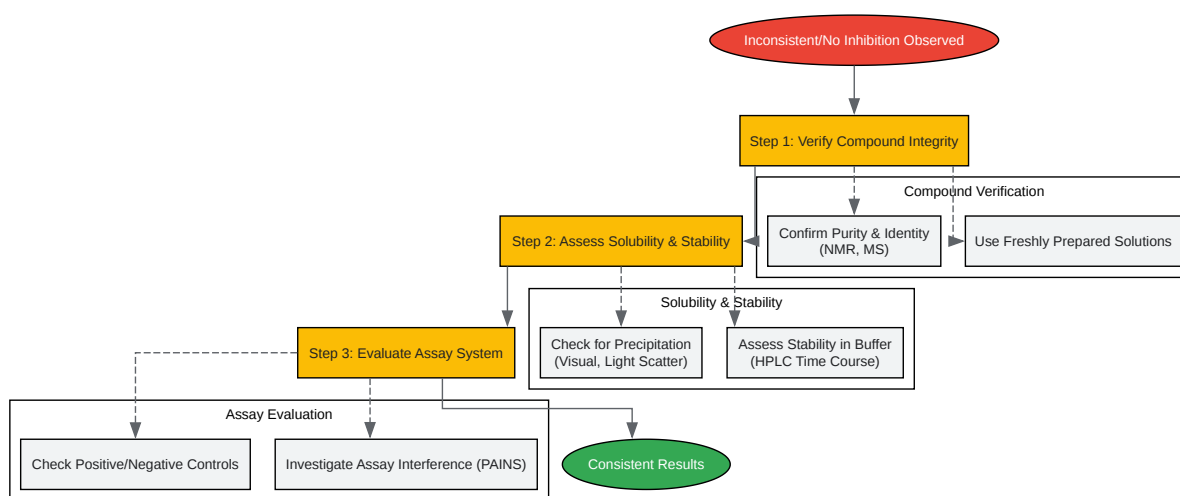 Inconsistent/No Inhibition Observed
Step 1: Verify Compound Integrity
Compound Verification
Confirm Purity & Identity
(NMR, MS)
Use Freshly Prepared Solutions
Step 2: Assess Solubility & Stability
Solubility & Stability
Check for Precipitation
(Visual, Light Scatter)
Assess Stability in Buffer
(HPLC Time Course)
Step 3: Evaluate Assay System
Assay Evaluation
Check Positive/Negative Controls
Investigate Assay Interference (PAINS)
Consistent Results